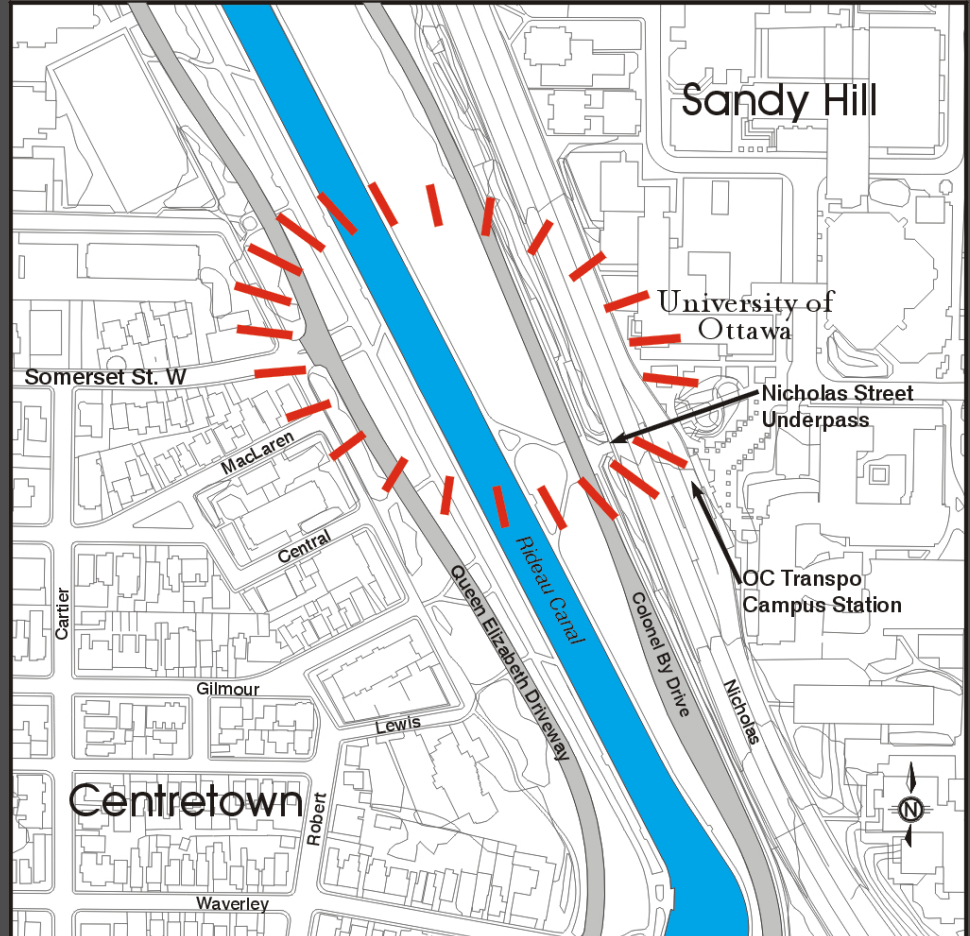 Sandy Hill
University of
Ottawa
Somerset St. W
Nicholas Street
Underpass
MacLaren
Central
Rideau Canal
OC Transpo
Campus Station
Cartier
Queen Elizabeth Driveway
Colonel By Drive
Nicholas
Gilmour
Lewis
Centretown
Robert
N
Waverley